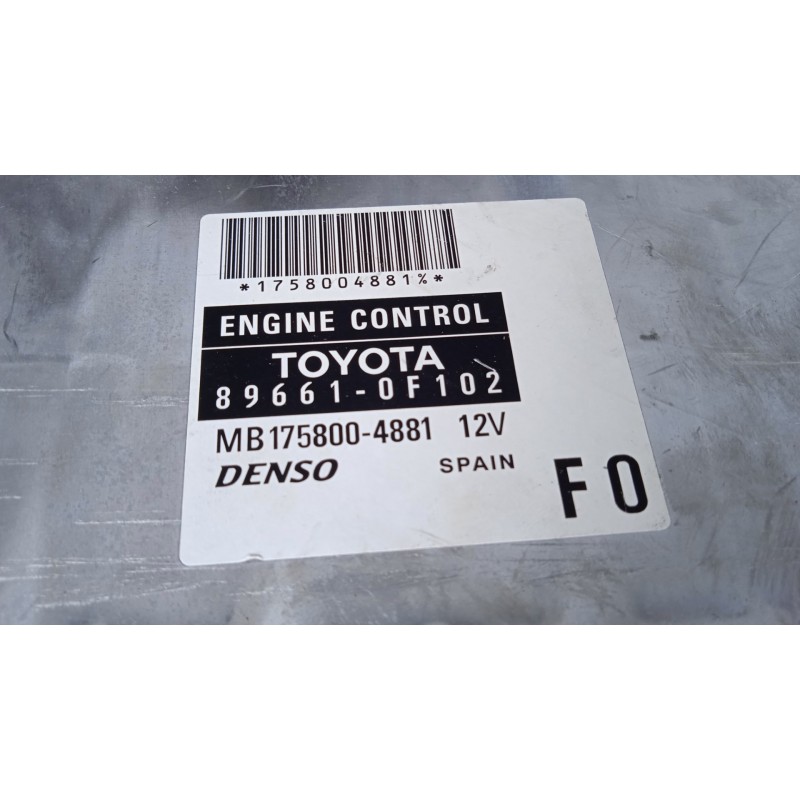 *1758004881%*
ENGINE CONTROL
TOYOTA
89661-0F102
MB175800-4881 12V
DENSO SPAIN
F0